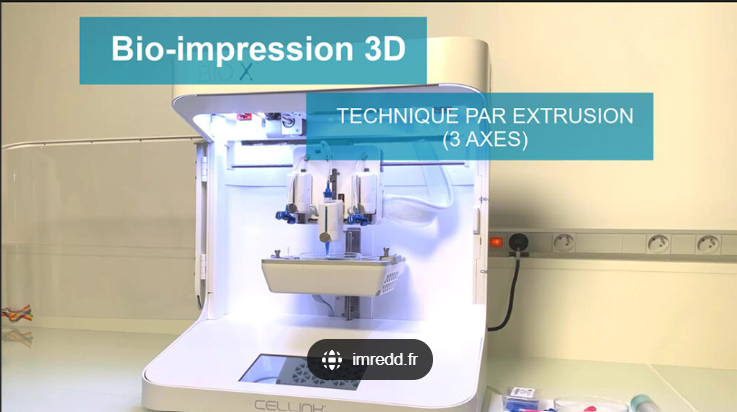 Bio-impression 3D
BIO X
TECHNIQUE PAR EXTRUSION
(3 AXES)
imredd.fr
CELLINK